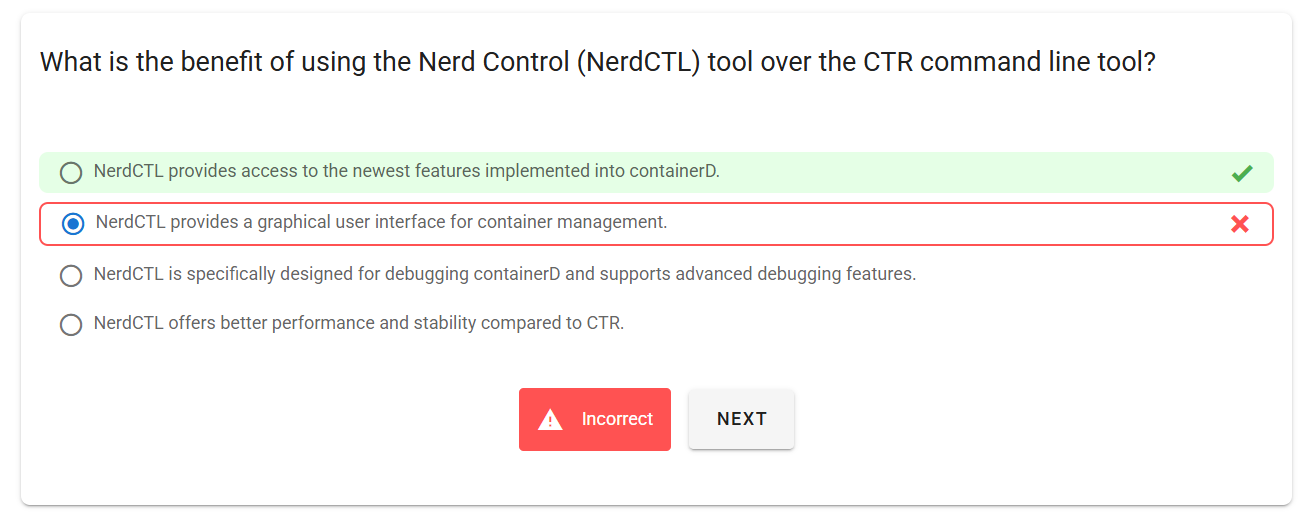 What is the benefit of using the Nerd Control (NerdCTL) tool over the CTR command line tool?
NerdCTL provides access to the newest features implemented into containerD.
NerdCTL provides a graphical user interface for container management.
NerdCTL is specifically designed for debugging containerD and supports advanced debugging features.
NerdCTL offers better performance and stability compared to CTR.
Incorrect
NEXT